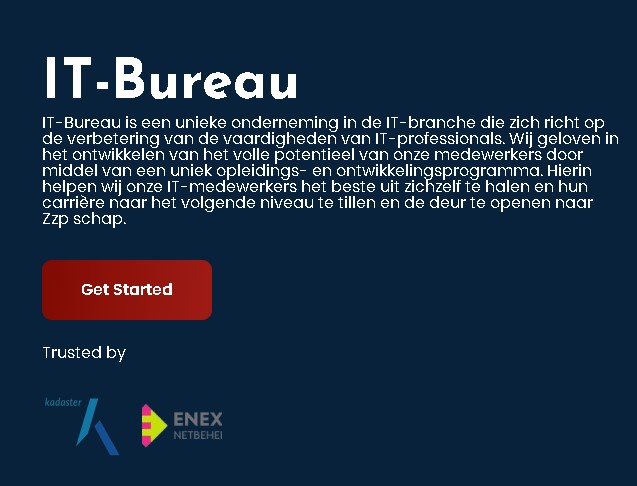 IT-Bureau
IT-Bureau is een unieke onderneming in de IT-branche die zich richt op
de verbetering van de vaardigheden van IT-professionals. Wij geloven in
het ontwikkelen van het volle potentieel van onze medewerkers door
middel van een uniek opleidings- en ontwikkelingsprogramma. Hierin
helpen wij onze IT-medewerkers het beste uit zichzelf te halen en hun
carrière naar het volgende niveau te tillen en de deur te openen naar
Zzp schap.
Get Started
Trusted by
kadaster
ENEX
NETBEHEI